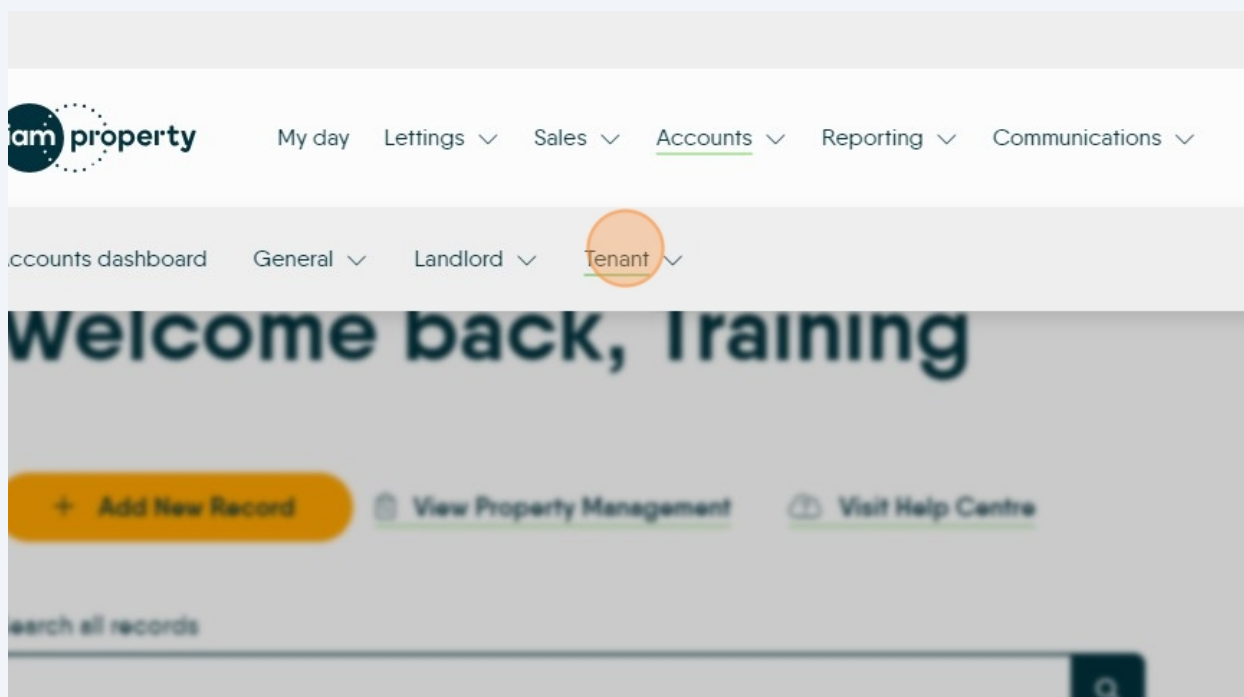 iam property
My day Lettings Sales Accounts Reporting Communications
ccounts dashboard General Landlord Tenant
Welcome back, Training
+ Add New Record View Property Management Visit Help Centre
earch all records